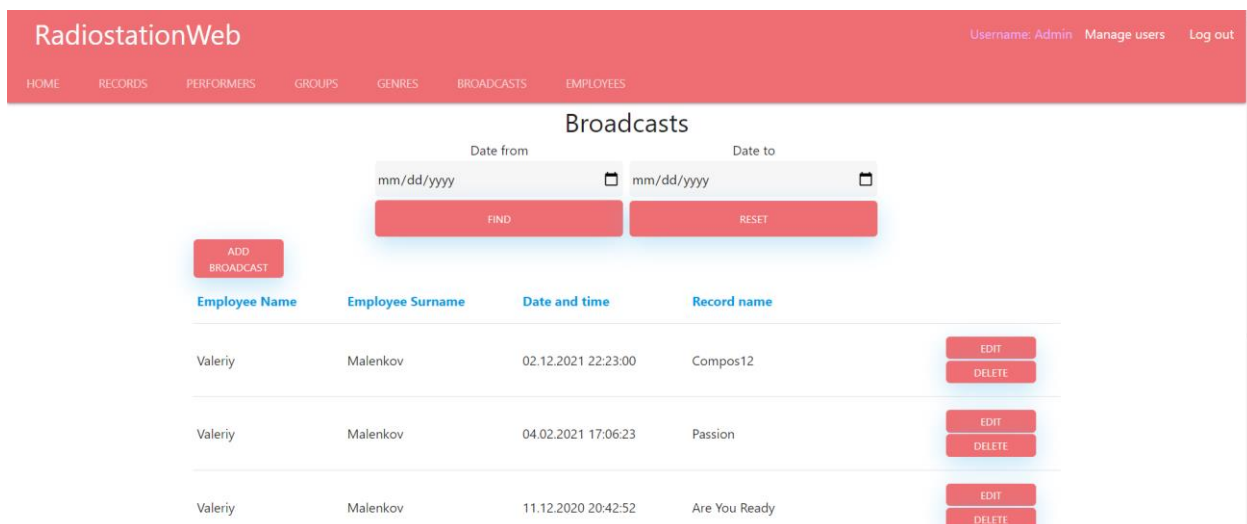 RadiostationWeb
Username: Admin Manage users Log out
HOME RECORDS PERFORMERS GROUPS GENRES BROADCASTS EMPLOYEES
Broadcasts
Date from Date to
mm/dd/yyyy mm/dd/yyyy
FIND RESET
ADD
BROADCAST
Employee Name Employee Surname Date and time Record name
Valeriy Malenkov 02.12.2021 22:23:00 Compos12
EDIT
DELETE
Valeriy Malenkov 04.02.2021 17:06:23 Passion
EDIT
DELETE
Valeriy Malenkov 11.12.2020 20:42:52 Are You Ready
EDIT
DELETE